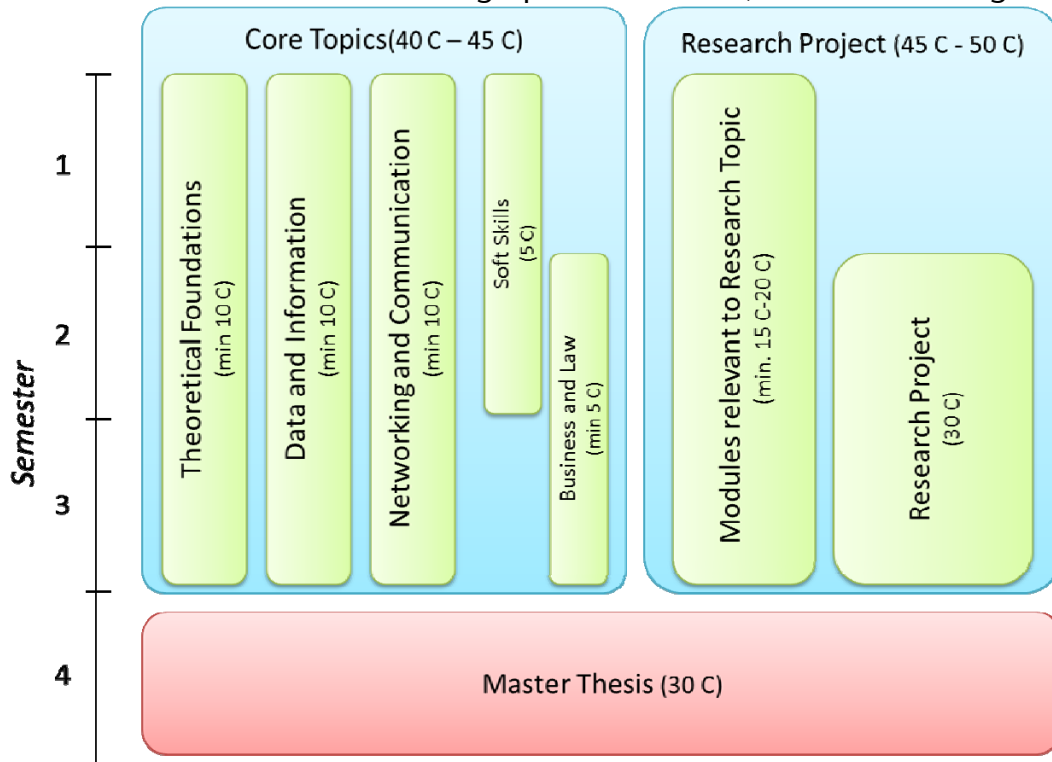 Core Topics(40 C – 45 C)
Theoretical Foundations
(min 10 C)
Data and Information
(min 10 C)
Networking and Communication
(min 10 C)
Soft Skills
(5 C)
Business and Law
(min 5 C)
Research Project (45 C - 50 C)
Modules relevant to Research Topic
(min. 15 C-20 C)
Research Project
(30 C)
Semester
1
2
3
4
Master Thesis (30 C)